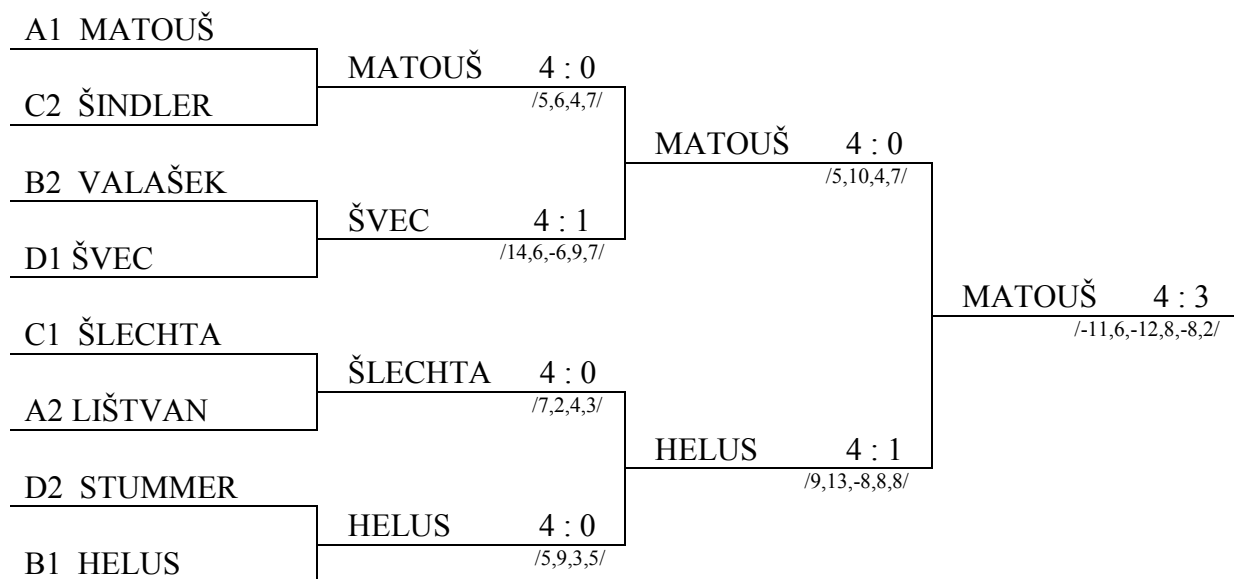 A1 MATOUŠ
MATOUŠ 4 : 0
/5,6,4,7/
C2 ŠINDLER
MATOUŠ 4 : 0
/5,10,4,7/
B2 VALAŠEK
ŠVEC 4 : 1
/14,6,-6,9,7/
D1 ŠVEC
MATOUŠ 4 : 3
/-11,6,-12,8,-8,2/
C1 ŠLECHTA
ŠLECHTA 4 : 0
/7,2,4,3/
A2 LIŠTVAN
HELUS 4 : 1
/9,13,-8,8,8/
D2 STUMMER
HELUS 4 : 0
/5,9,3,5/
B1 HELUS